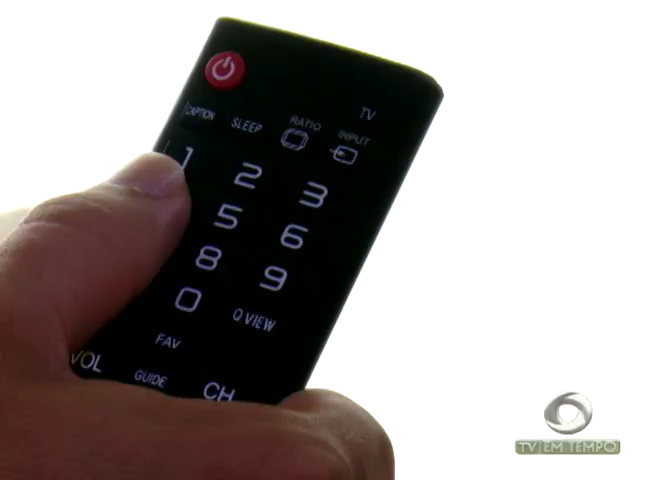 TV
CAPTION SLEEP RATIO INPUT
1 2 3
5 6
8 9
0 Q VIEW
FAV
VOL GUIDE CH
TV EM TEMPO